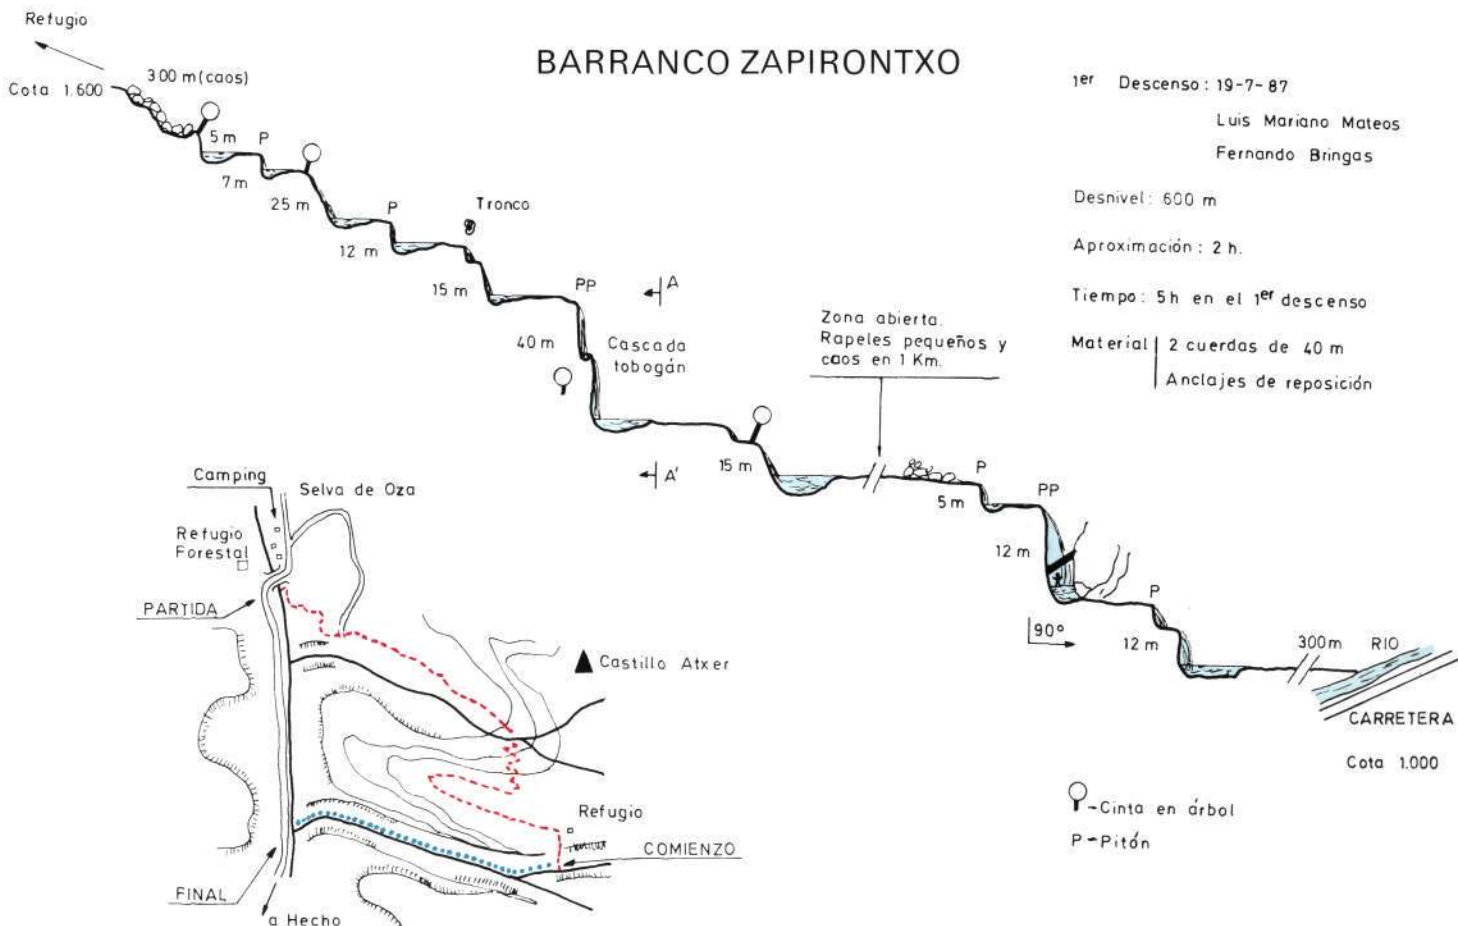 BARRANCO ZAPIRONTXO
Refugio
Cota 1.600
300 m (caos)
5 m
P
7 m
25 m
P
12 m
Tronco
15 m
PP
40 m
Cascada
tobogán
A
A'
15 m
Zona abierta.
Rapeles pequeños y
caos en 1 Km.
P
5 m
PP
12 m
90º
P
12 m
300 m
RIO
CARRETERA
Cota 1.000
1er Descenso: 19-7-87
Luis Mariano Mateos
Fernando Bringas
Desnivel: 600 m
Aproximación: 2 h.
Tiempo: 5h en el 1er descenso
Material 2 cuerdas de 40 m
Anclajes de reposición
-Cinta en árbol
P-Pitón
Camping
Selva de Oza
Refugio
Forestal
PARTIDA
Castillo Atxer
Refugio
COMIENZO
FINAL
a Hecho